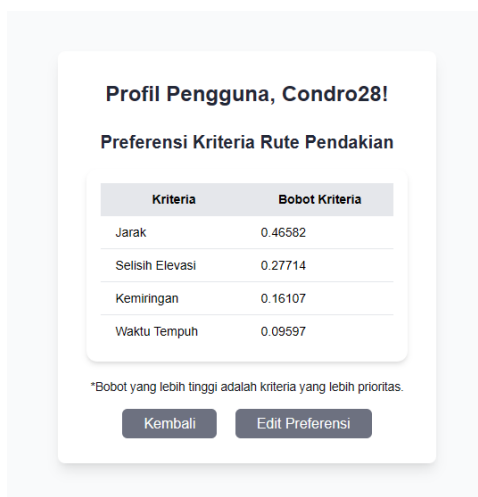 Profil Pengguna, Condro28!
Preferensi Kriteria Rute Pendakian
Kriteria Bobot Kriteria
Jarak 0.46582
Selisih Elevasi 0.27714
Kemiringan 0.16107
Waktu Tempuh 0.09597
*Bobot yang lebih tinggi adalah kriteria yang lebih prioritas.
Kembali Edit Preferensi